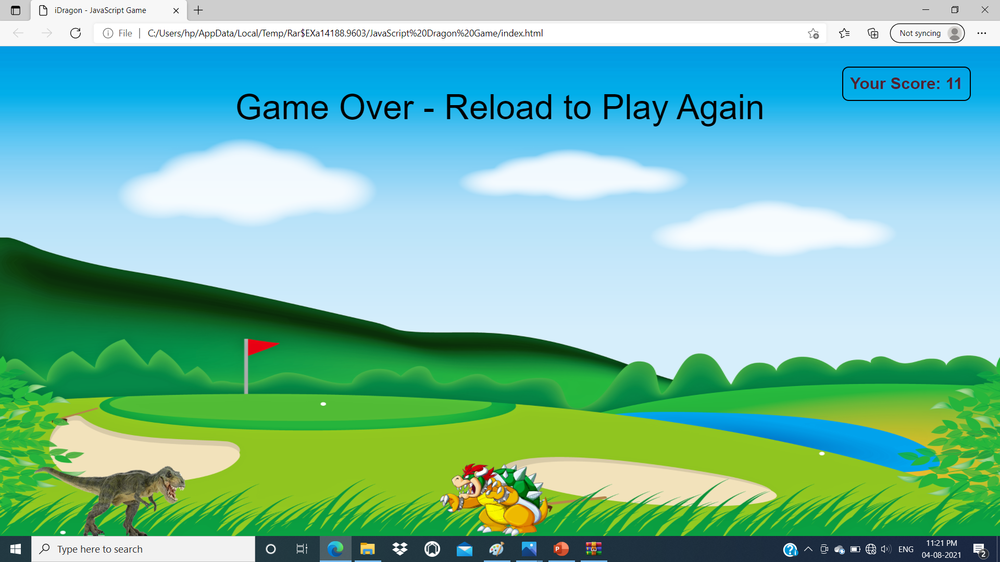 iDragon - JavaScript Game
File
C:/Users/hp/AppData/Local/Temp/Rar$EXa14188.9603/JavaScript%20Dragon%20Game/index.html
Not syncing
Your Score: 11
Game Over - Reload to Play Again
Type here to search
P
ENG
11:21 PM
04-08-2021
2